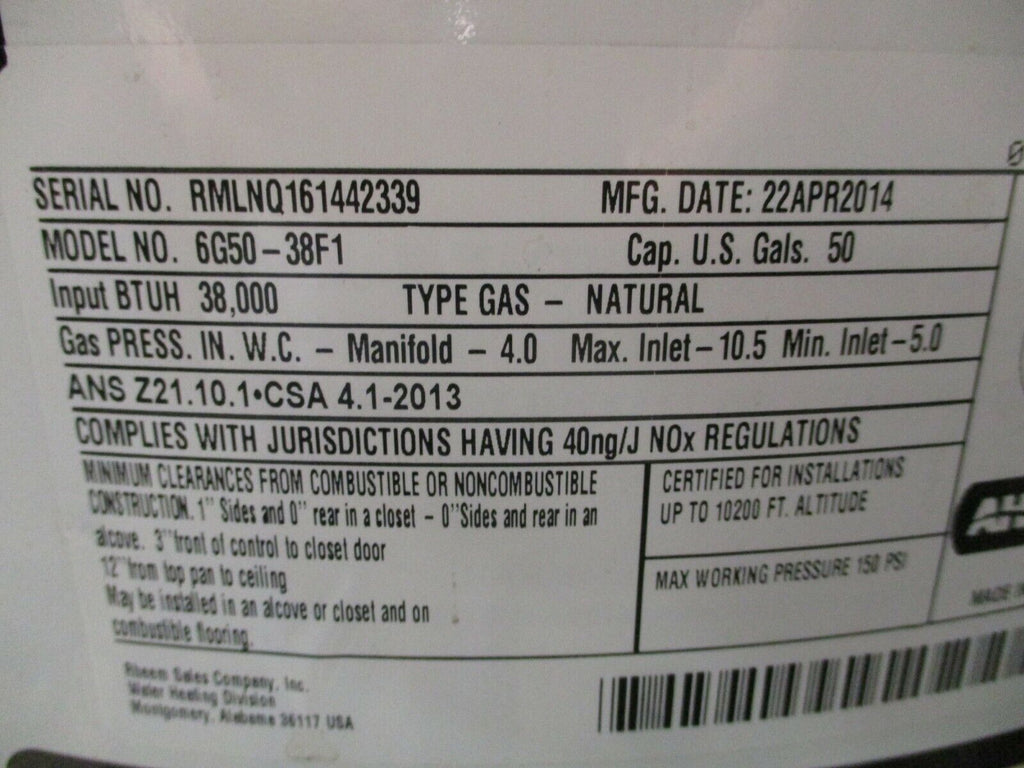 SERIAL NO. RMLNQ161442339 MFG. DATE: 22APR2014
MODEL NO. 6G50-38F1 Cap. U.S. Gals. 50
Input BTUH 38,000 TYPE GAS - NATURAL
Gas PRESS. IN. W.C. - Manifold - 4.0 Max. Inlet-10.5 Min. Inlet-5.0
ANS Z21.10.1•CSA 4.1-2013
COMPLIES WITH JURISDICTIONS HAVING 40ng/J NOx REGULATIONS
MINIMUM CLEARANCES FROM COMBUSTIBLE OR NONCOMBUSTIBLE
CONSTRUCTION. 1" Sides and 0" rear in a closet - 0"Sides and rear in an
alcove. 3"front of control to closet door
12" from top pan to ceiling
May be installed in an alcove or closet and on
combustible flooring.
CERTIFIED FOR INSTALLATIONS
UP TO 10200 FT. ALTITUDE
MAX WORKING PRESSURE 150 PSI
MADE IN
Rheem Sales Company, Inc.
Water Heating Division
Montgomery, Alabama 36117 USA